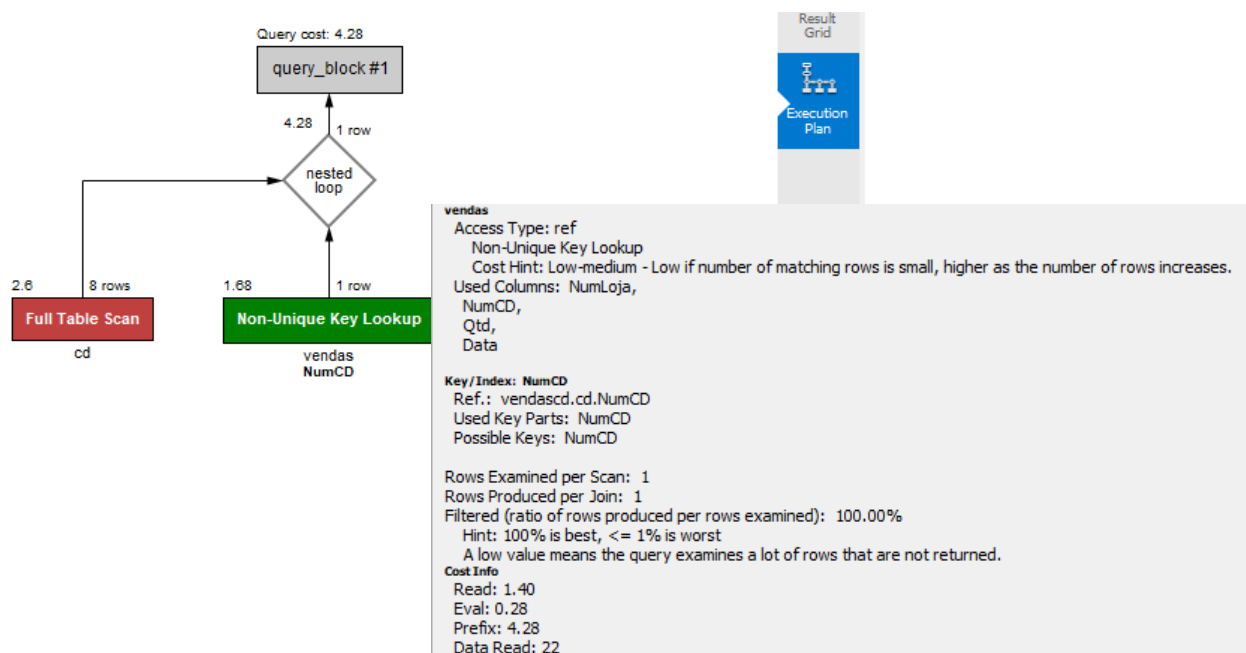 Query cost: 4.28
query_block #1
4.28
1 row
nested
loop
2.6
8 rows
Full Table Scan
cd
1.68
1 row
Non-Unique Key Lookup
vendas
NumCD
Result
Grid
Execution
Plan
vendas
Access Type: ref
Non-Unique Key Lookup
Cost Hint: Low-medium - Low if number of matching rows is small, higher as the number of rows increases.
Used Columns: NumLoja,
NumCD,
Qtd,
Data
Key/Index: NumCD
Ref.: vendascd.cd.NumCD
Used Key Parts: NumCD
Possible Keys: NumCD
Rows Examined per Scan: 1
Rows Produced per Join: 1
Filtered (ratio of rows produced per rows examined): 100.00%
Hint: 100% is best, <= 1% is worst
A low value means the query examines a lot of rows that are not returned.
Cost Info
Read: 1.40
Eval: 0.28
Prefix: 4.28
Data Read: 22